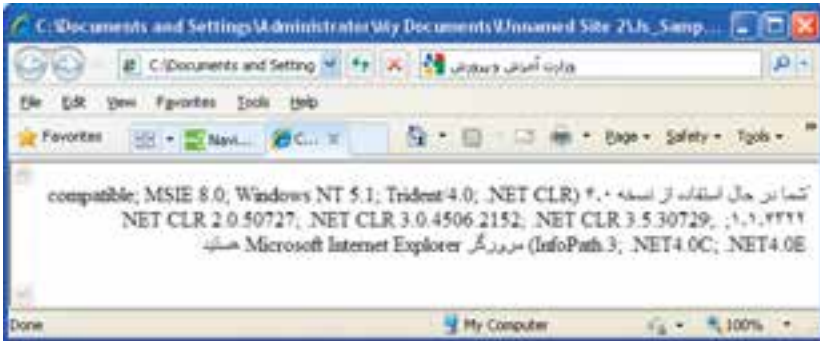 C:\Documents and Settings\Administrator\My Documents\Unnamed Site 2\Js_Samp...
C:\Documents and Setting
وزارت آموزش و پرورش
File Edit View Favorites Tools Help
Favorites Navi... C... Page Safety Tools
شما در حال استفاده از نسخه ۴.۰ (compatible; MSIE 8.0; Windows NT 5.1; Trident/4.0; .NET CLR
۱.۱.۴۳۲۲; .NET CLR 2.0.50727; .NET CLR 3.0.4506.2152; .NET CLR 3.5.30729;
InfoPath.3; .NET4.0C; .NET4.0E) مرورگر Microsoft Internet Explorer هستید
Done My Computer 100%